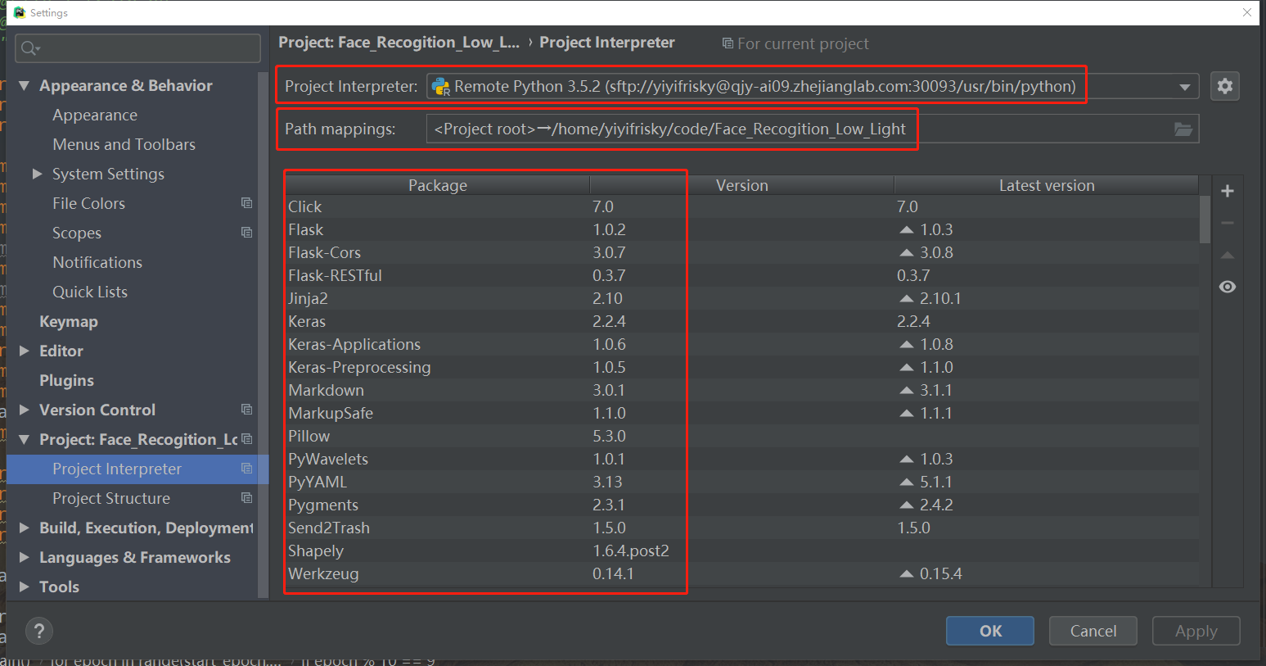 Settings
Project: Face_Recogition_Low_L... › Project Interpreter For current project
Appearance & Behavior
Appearance
Menus and Toolbars
System Settings
File Colors
Scopes
Notifications
Quick Lists
Keymap
Editor
Plugins
Version Control
Project: Face_Recogition_Lo
Project Interpreter
Project Structure
Build, Execution, Deployment
Languages & Frameworks
Tools
Project Interpreter: Remote Python 3.5.2 (sftp://yiyifrisky@qjy-ai09.zhejianglab.com:30093/usr/bin/python)
Path mappings: <Project root>→/home/yiyifrisky/code/Face_Recogition_Low_Light
Package Version Latest version
Click 7.0 7.0
Flask 1.0.2 1.0.3
Flask-Cors 3.0.7 3.0.8
Flask-RESTful 0.3.7 0.3.7
Jinja2 2.10 2.10.1
Keras 2.2.4 2.2.4
Keras-Applications 1.0.6 1.0.8
Keras-Preprocessing 1.0.5 1.1.0
Markdown 3.0.1 3.1.1
MarkupSafe 1.1.0 1.1.1
Pillow 5.3.0
PyWavelets 1.0.1 1.0.3
PyYAML 3.13 5.1.1
Pygments 2.3.1 2.4.2
Send2Trash 1.5.0 1.5.0
Shapely 1.6.4.post2
Werkzeug 0.14.1 0.15.4
? OK Cancel Apply
for epoch in range(start_epoch,... › if epoch % 10 == 9